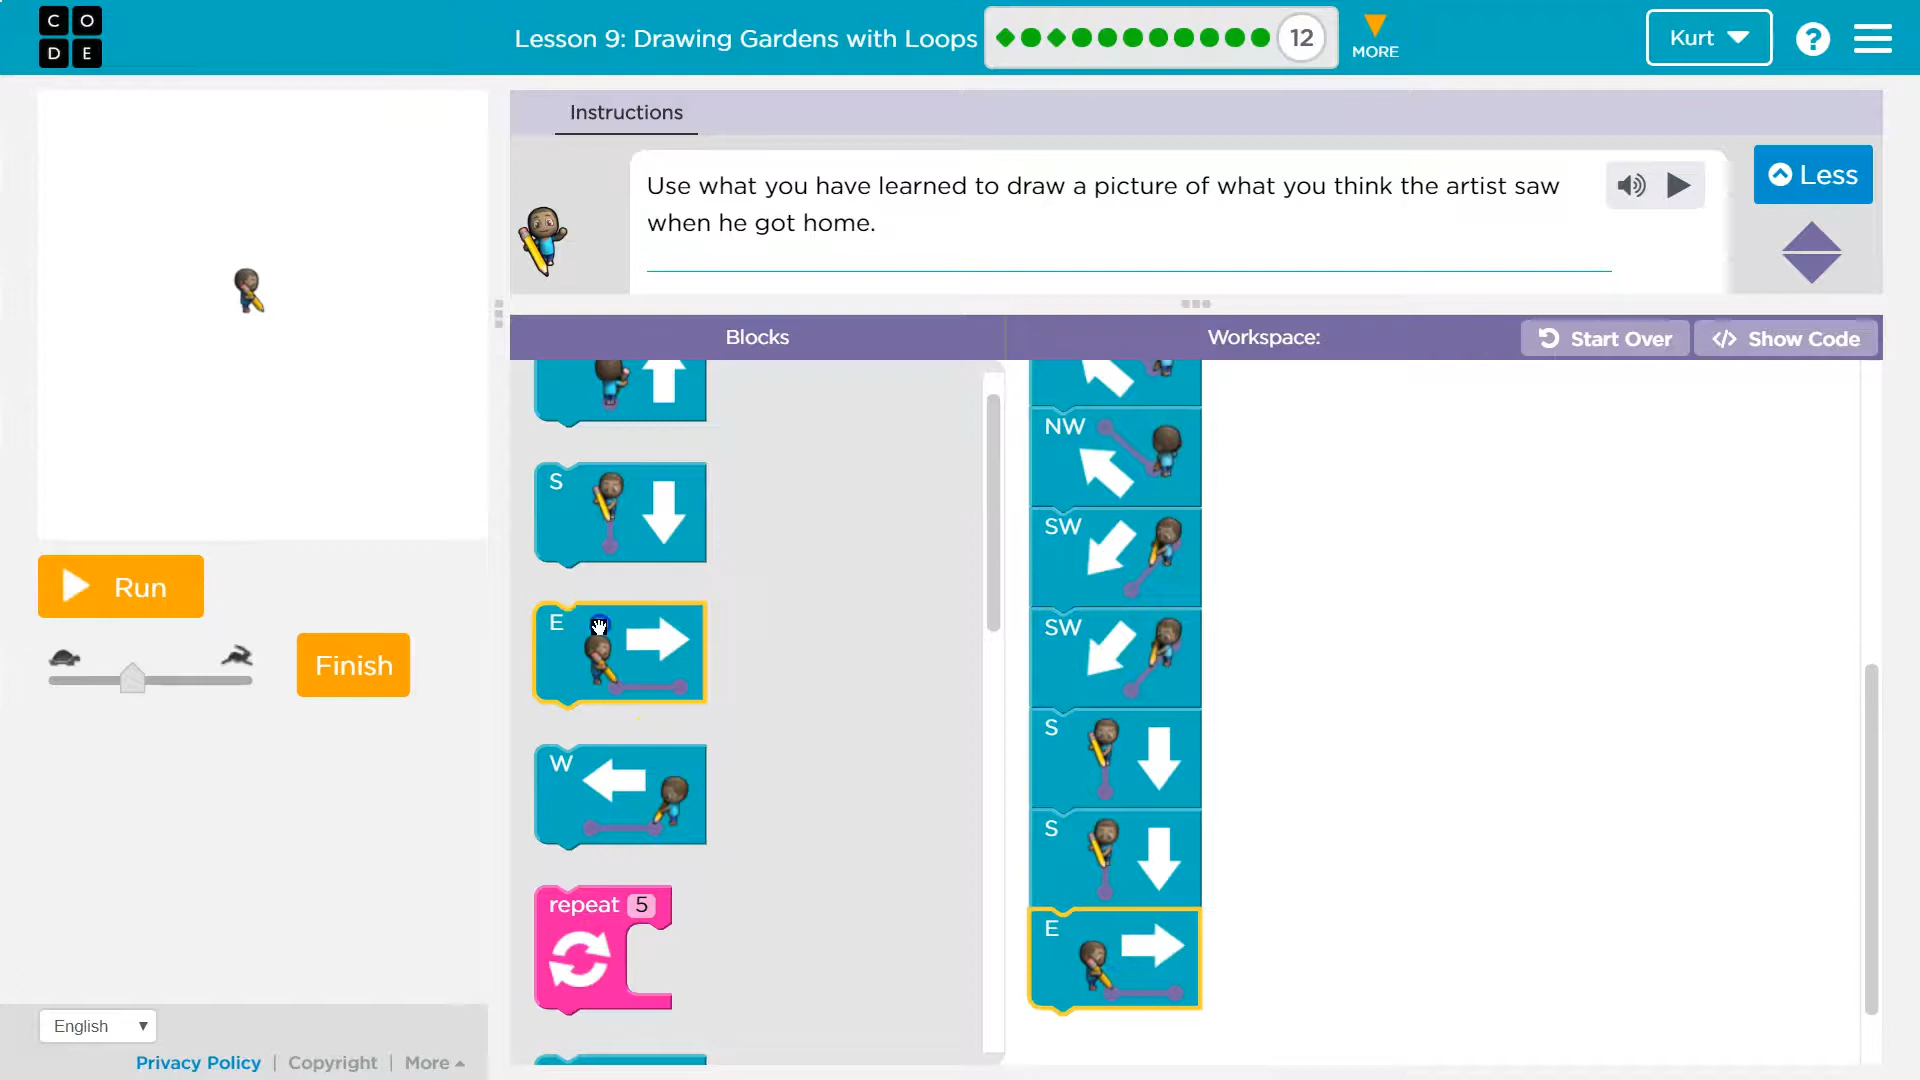 C O
D E
Lesson 9: Drawing Gardens with Loops
12
MORE
Kurt
?
Instructions
Use what you have learned to draw a picture of what you think the artist saw
when he got home.
Less
Blocks
Workspace:
Start Over
</> Show Code
S
E
W
repeat 5
NW
SW
SW
S
S
E
Run
Finish
English
Privacy Policy | Copyright | More